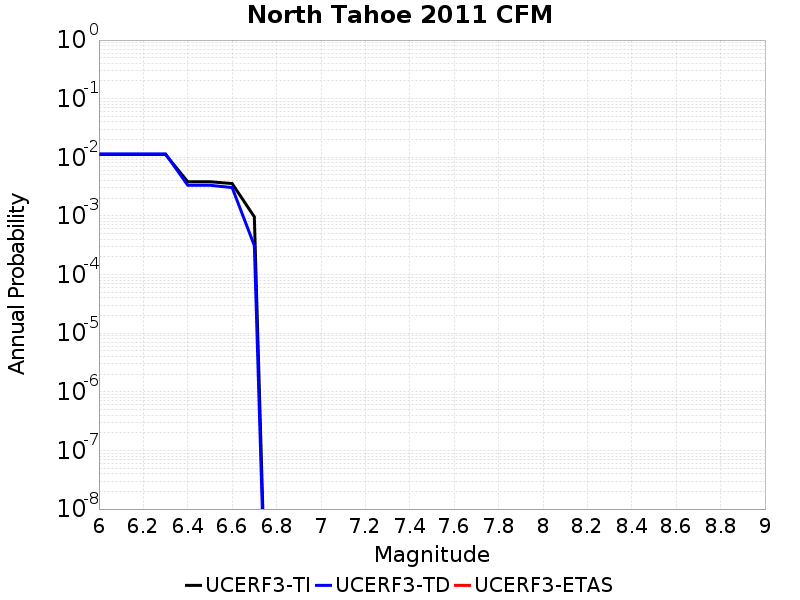 North Tahoe 2011 CFM
10^0
10^-1
10^-2
10^-3
10^-4
10^-5
10^-6
10^-7
10^-8
Annual Probability
6 6.2 6.4 6.6 6.8 7 7.2 7.4 7.6 7.8 8 8.2 8.4 8.6 8.8 9
Magnitude
UCERF3-TI UCERF3-TD UCERF3-ETAS